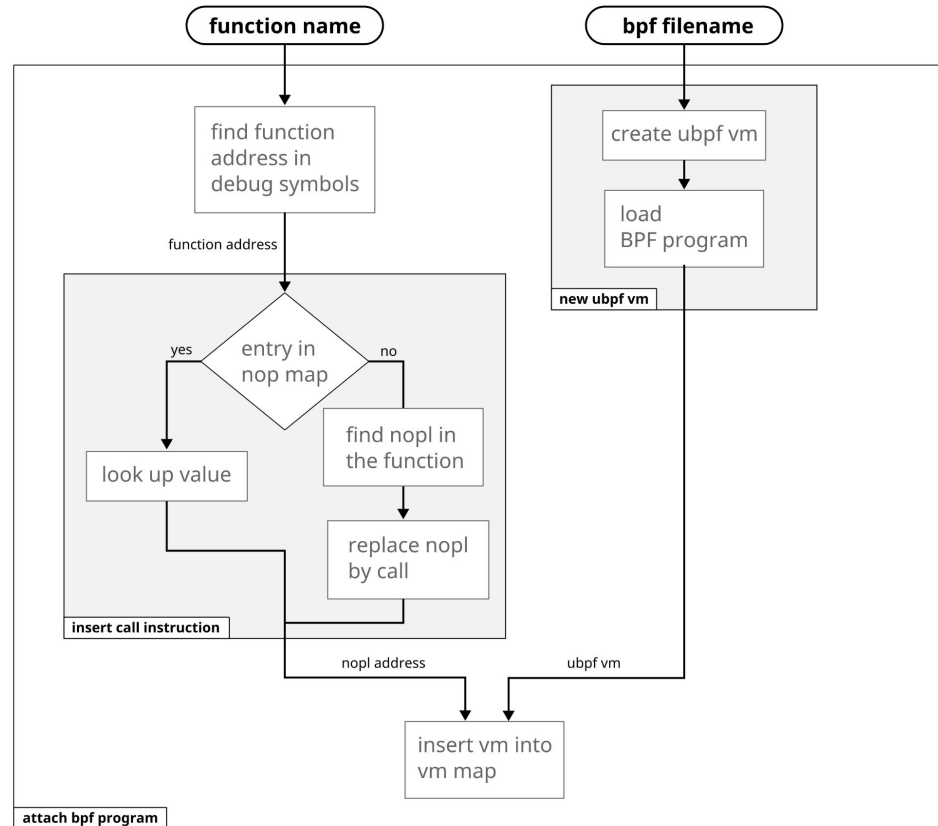 function name
bpf filename
find function
address in
debug symbols
create ubpf vm
load
BPF program
new ubpf vm
function address
entry in
nop map
yes
no
look up value
find nopl in
the function
replace nopl
by call
insert call instruction
nopl address
ubpf vm
insert vm into
vm map
attach bpf program